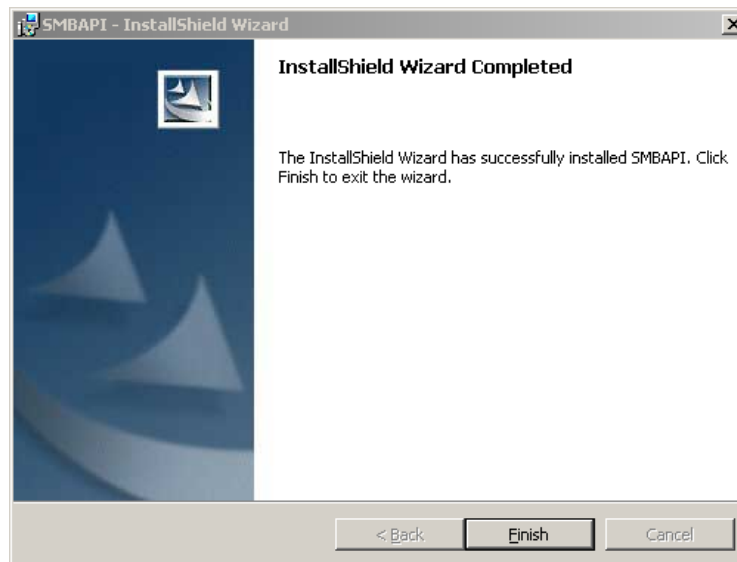 SMBAPI - InstallShield Wizard
InstallShield Wizard Completed
The InstallShield Wizard has successfully installed SMBAPI. Click
Finish to exit the wizard.
< Back
Finish
Cancel